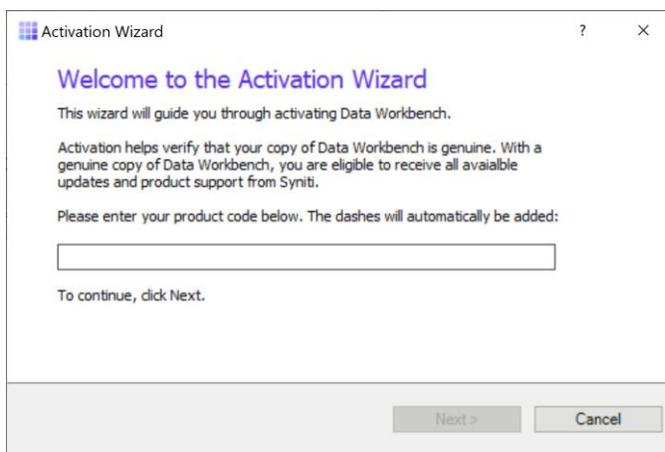 Activation Wizard
?
Welcome to the Activation Wizard
This wizard will guide you through activating Data Workbench.
Activation helps verify that your copy of Data Workbench is genuine. With a
genuine copy of Data Workbench, you are eligible to receive all avaialble
updates and product support from Syniti.
Please enter your product code below. The dashes will automatically be added:
To continue, click Next.
Next >
Cancel